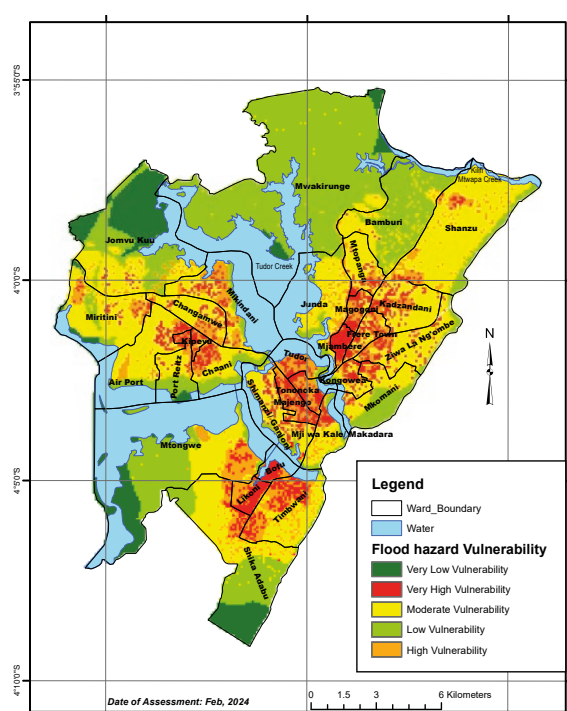 3°55'0"S
4°0'0"S
4°5'0"S
4°10'0"S
Mvakirunge
Kilifi
Mtwapa Creek
Bamburi
Shanzu
Jomvu Kuu
Tudor Creek
Mtopanga
Miritini
Changamwe
Mikindani
Junda
Magogoni
Kadzandani
Kipevu
Mjambere
Frere Town
Ziwa La Ng'ombe
Air Port
Port Reitz
Chaani
Tudor
Kongowea
Mkomani
Shimanzi/Ganjoni
Tononoka
Majengo
Mji wa Kale/Makadara
Mtongwe
Bofu
Likoni
Timbwani
Shika Adabu
N
Legend
Ward_Boundary
Water
Flood hazard Vulnerability
Very Low Vulnerability
Very High Vulnerability
Moderate Vulnerability
Low Vulnerability
High Vulnerability
Date of Assessment: Feb, 2024
0 1.5 3 6 Kilometers